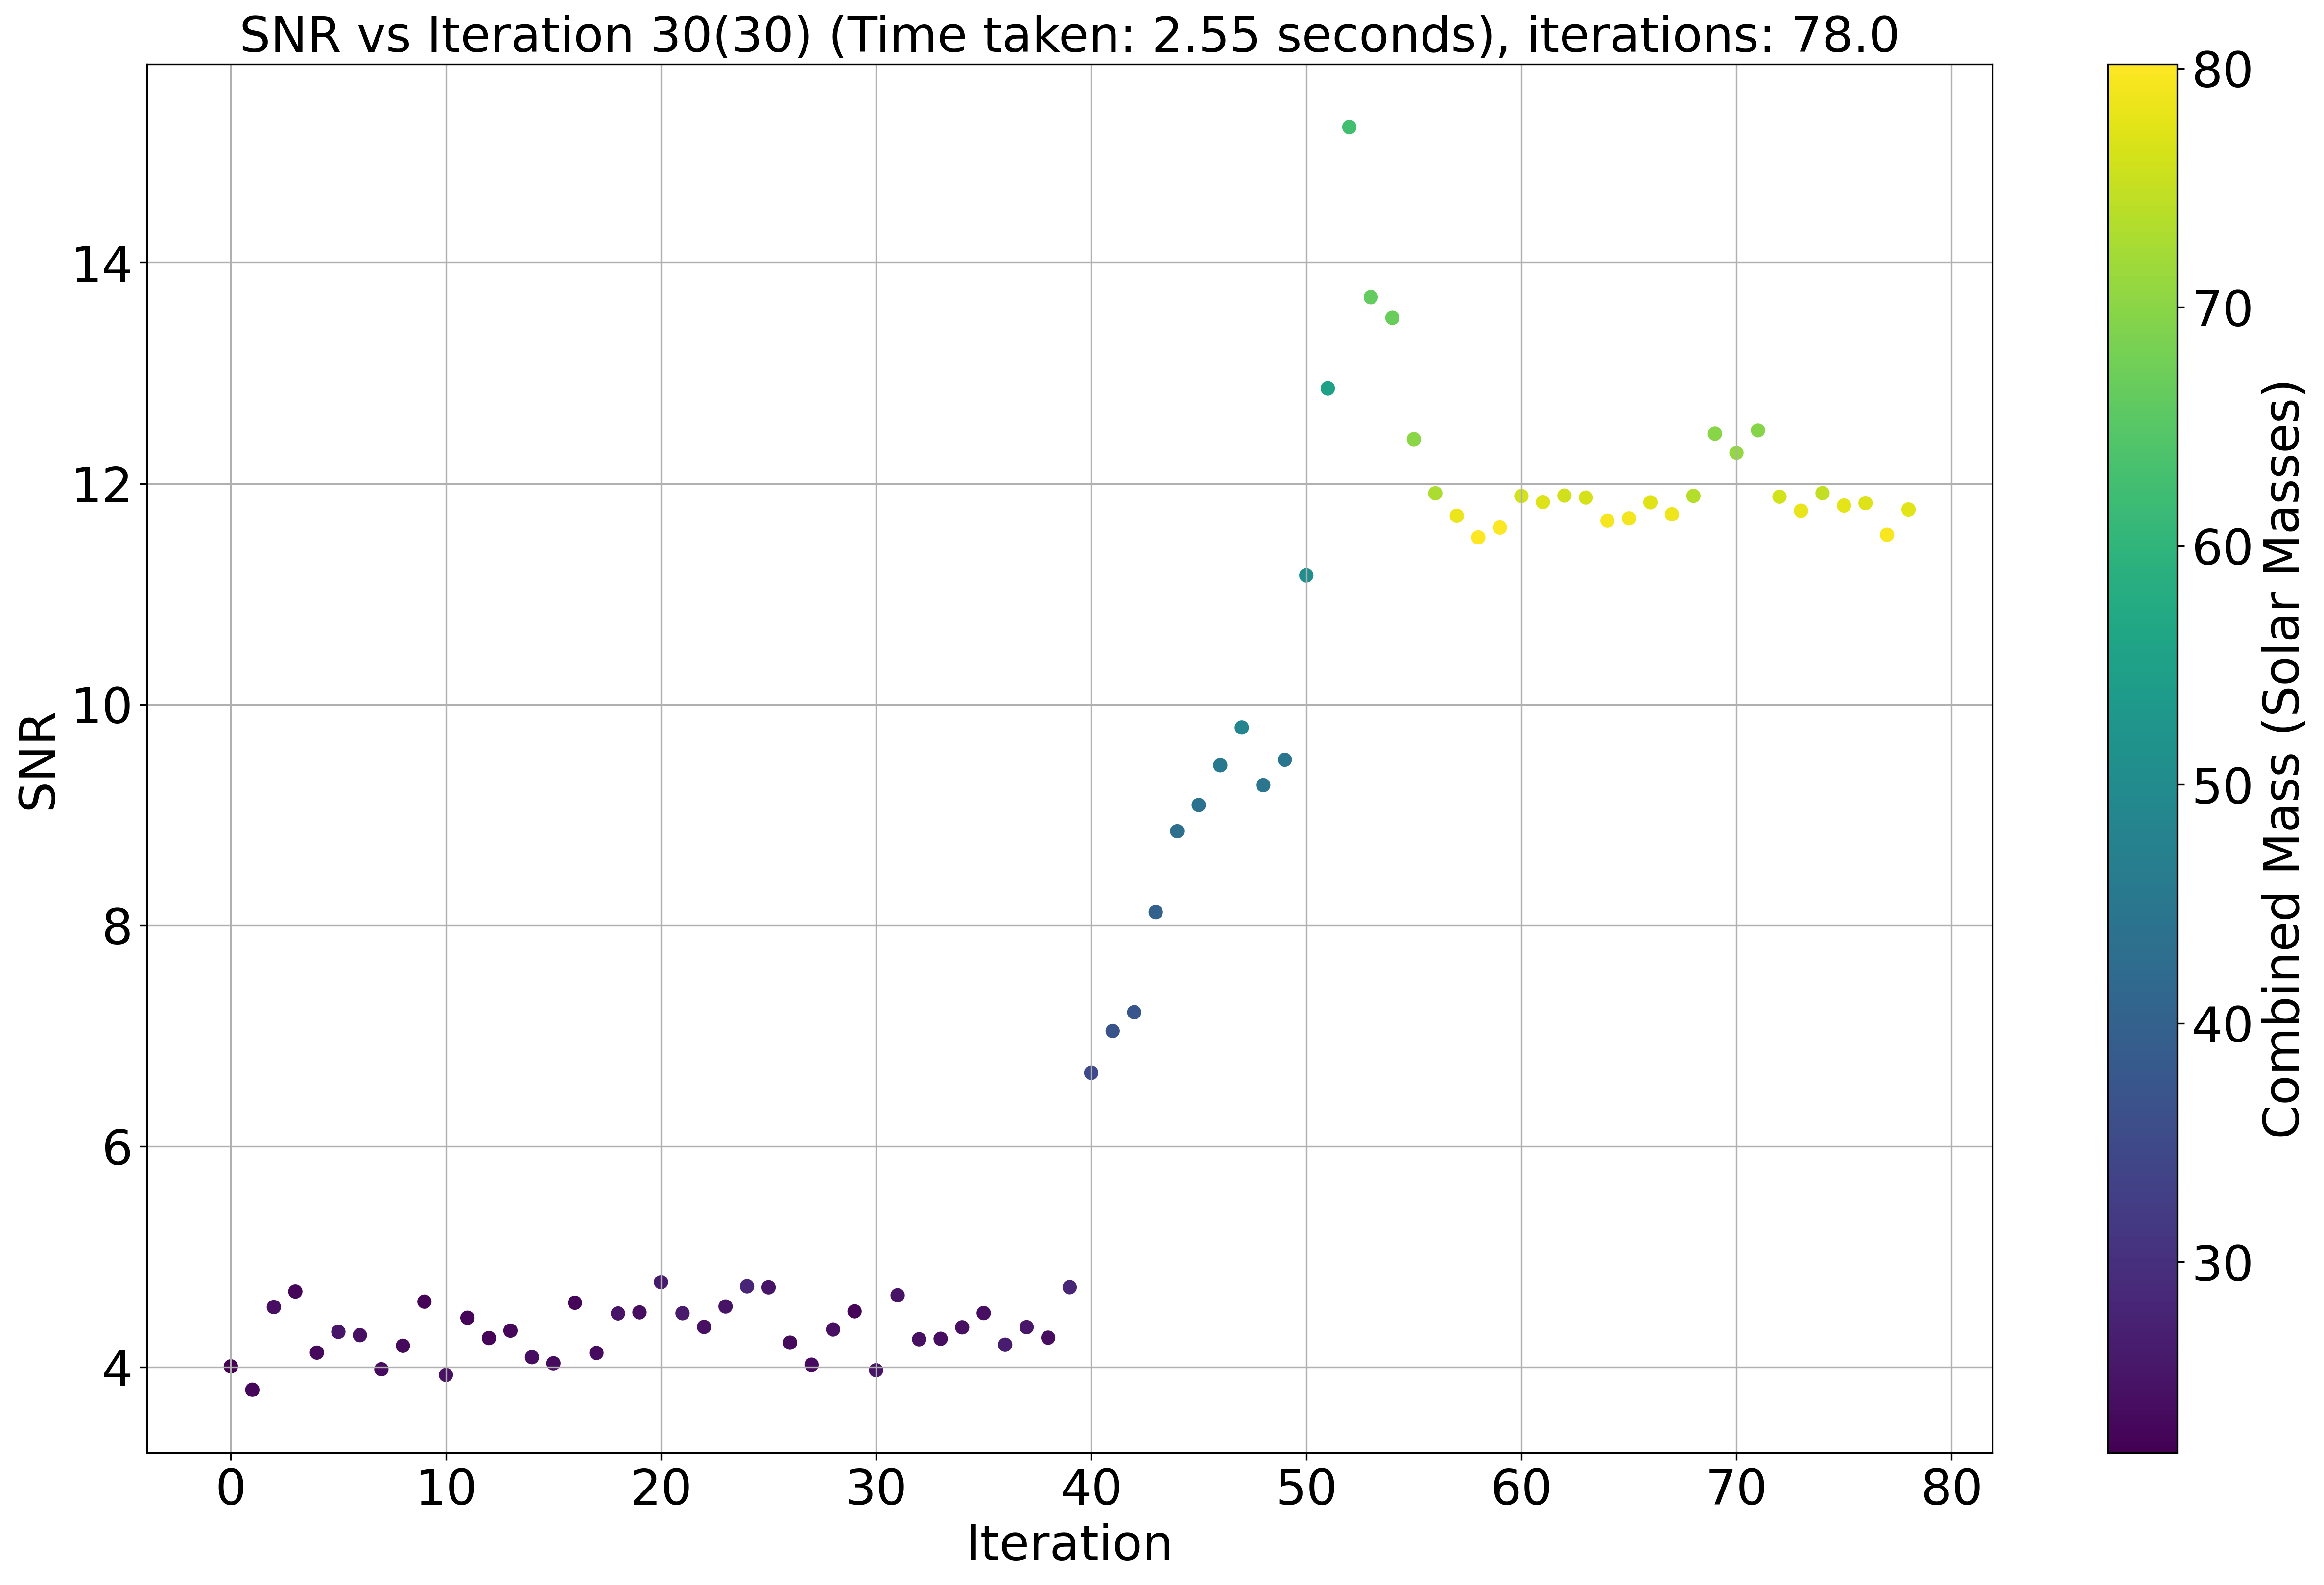 SNR vs Iteration 30(30) (Time taken: 2.55 seconds), iterations: 78.0
SNR
14
12
10
8
6
4
0 10 20 30 40 50 60 70 80
Iteration
80
70
60
50
40
30
Combined Mass (Solar Masses)